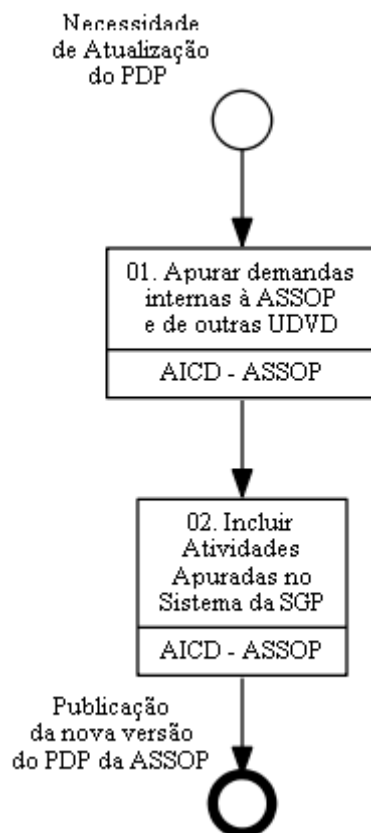 Necessidade
de Atualização
do PDP
01. Apurar demandas
internas à ASSOP
e de outras UDVD
AICD - ASSOP
02. Incluir
Atividades
Apuradas no
Sistema da SGP
AICD - ASSOP
Publicação
da nova versão
do PDP da ASSOP